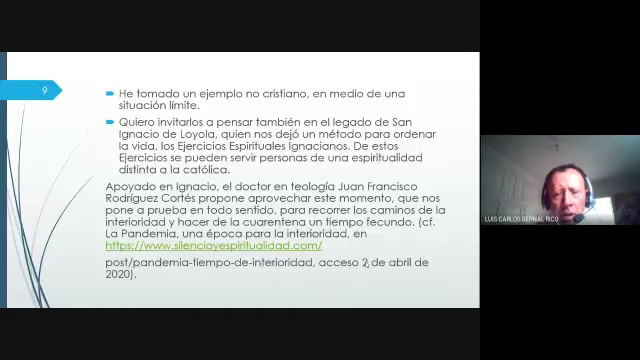 9
He tomado un ejemplo no cristiano, en medio de una
situación límite.
Quiero invitarlos a pensar también en el legado de San
Ignacio de Loyola, quien nos dejó un método para ordenar
la vida, los Ejercicios Espirituales Ignacianos. De estos
Ejercicios se pueden servir personas de una espiritualidad
distinta a la católica.
Apoyado en Ignacio, el doctor en teología Juan Francisco
Rodríguez Cortés propone aprovechar este momento, que nos
pone a prueba en todo sentido, para recorrer los caminos de la
interioridad y hacer de la cuarentena un tiempo fecundo. (cf.
La Pandemia, una época para la interioridad, en
https://www.silencioyespiritualidad.com/
post/pandemia-tiempo-de-interioridad, acceso 2 de abril de
2020).
LUIS CARLOS BERNAL RICO